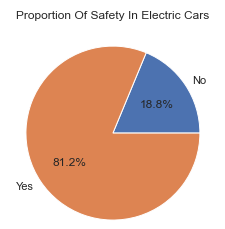 Proportion Of Safety In Electric Cars
No
18.8%
81.2%
Yes